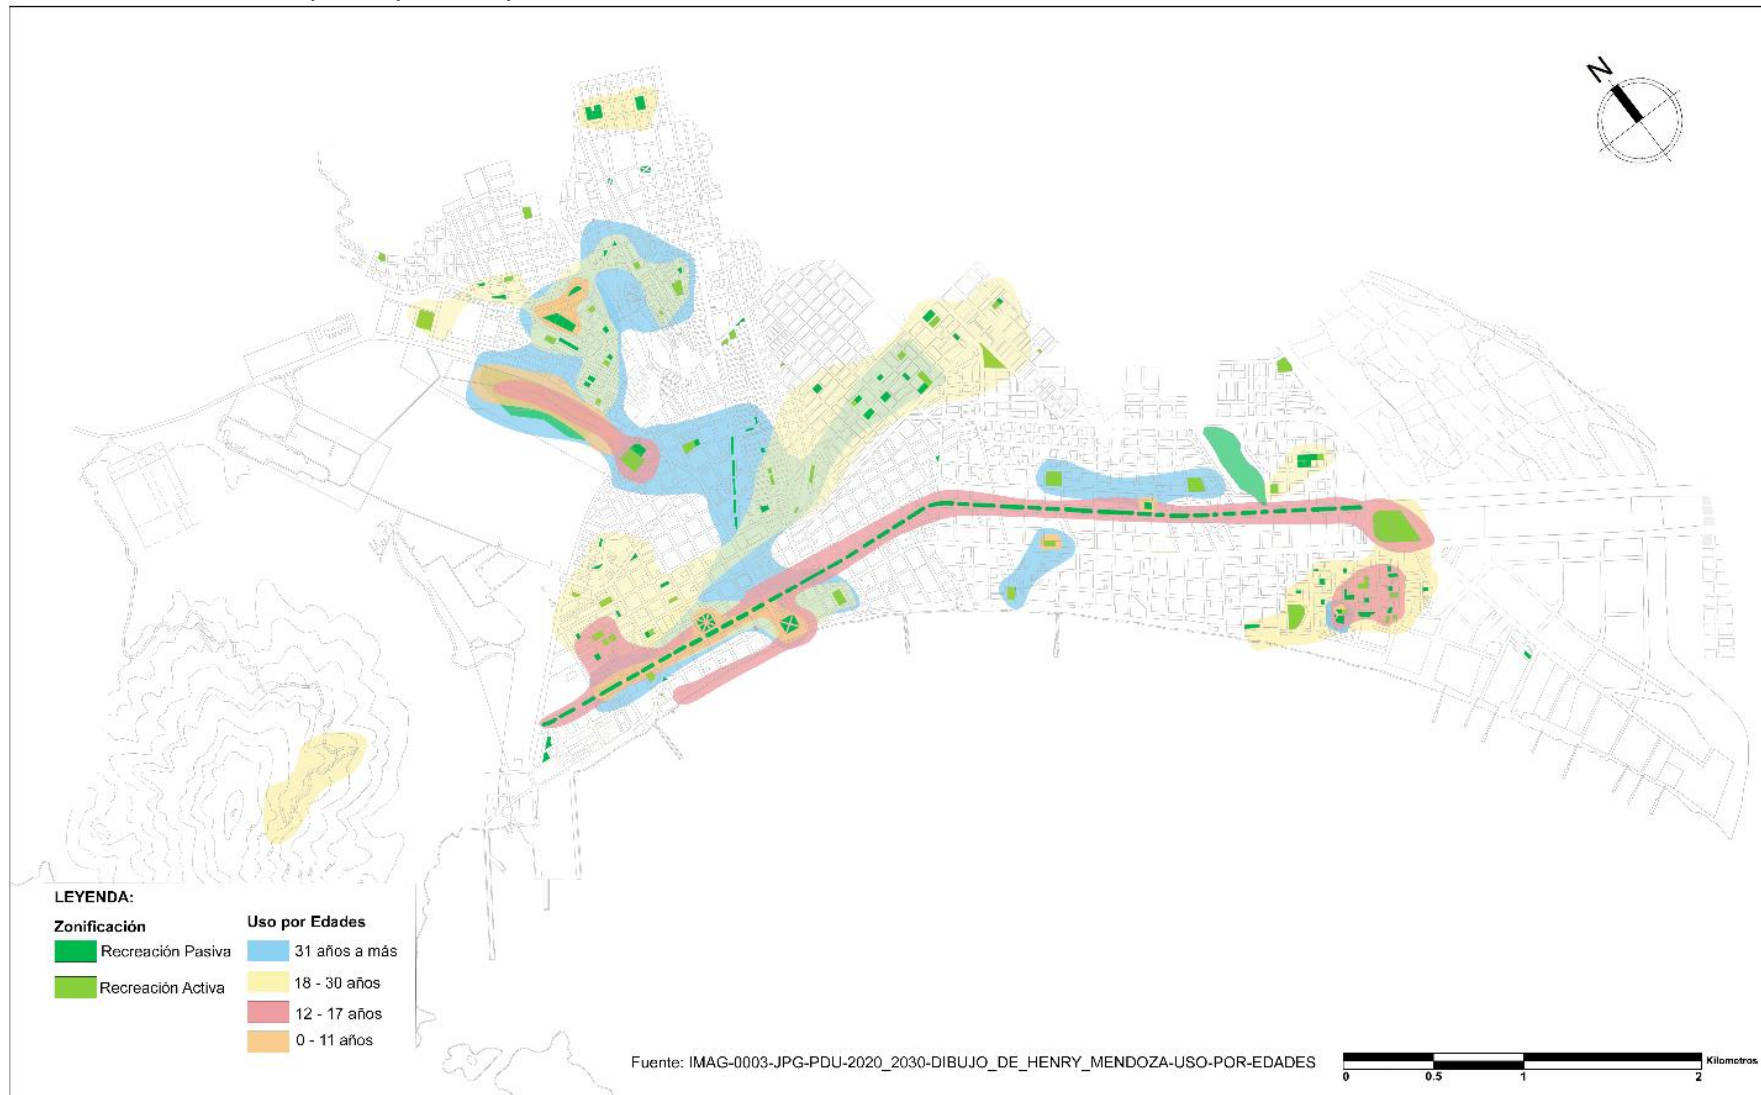 N
LEYENDA:
Zonificación
Recreación Pasiva
Recreación Activa
Uso por Edades
31 años a más
18 - 30 años
12 - 17 años
0 - 11 años
Fuente: IMAG-0003-JPG-PDU-2020_2030-DIBUJO_DE_HENRY_MENDOZA-USO-POR-EDADES
Kilometros
0 0.5 1 2